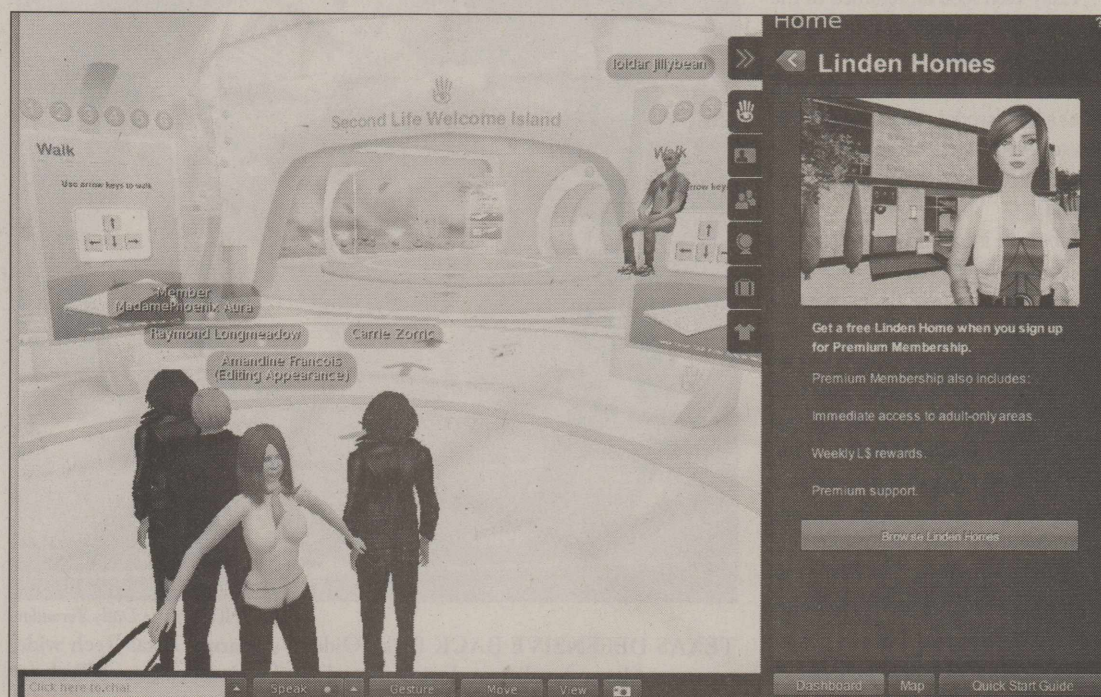 loldar jillybean
Second Life Welcome Island
Walk
Use arrow keys to walk
Walk
arrow keys
Member
MadamePhoenix Aura
Raymond Longmeadow
Carrie Zorric
Amandine Francois
(Editing Appearance)
Click here to chat
Speak
Gesture
Move
View
Home
?
Linden Homes
Get a free Linden Home when you sign up
for Premium Membership.
Premium Membership also includes:
Immediate access to adult-only areas.
Weekly L$ rewards.
Premium support.
Browse Linden Homes
Dashboard
Map
Quick Start Guide